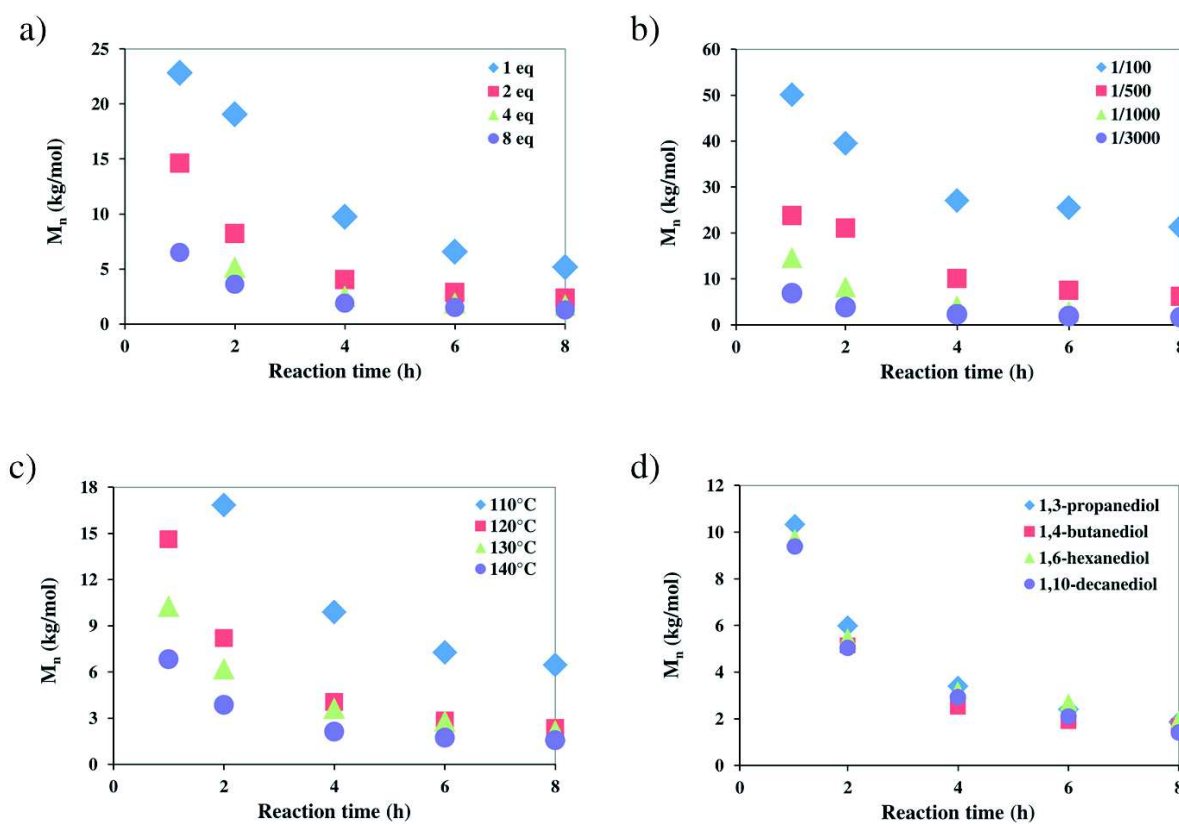 a)
25
20
15
10
5
0
0 2 4 6 8
Mn (kg/mol)
Reaction time (h)
1 eq
2 eq
4 eq
8 eq
b)
60
50
40
30
20
10
0
0 2 4 6 8
Mn (kg/mol)
Reaction time (h)
1/100
1/500
1/1000
1/3000
c)
18
15
12
9
6
3
0
0 2 4 6 8
Mn (kg/mol)
Reaction time (h)
110°C
120°C
130°C
140°C
d)
12
10
8
6
4
2
0
0 2 4 6 8
Mn (kg/mol)
Reaction time (h)
1,3-propanediol
1,4-butanediol
1,6-hexanediol
1,10-decanediol